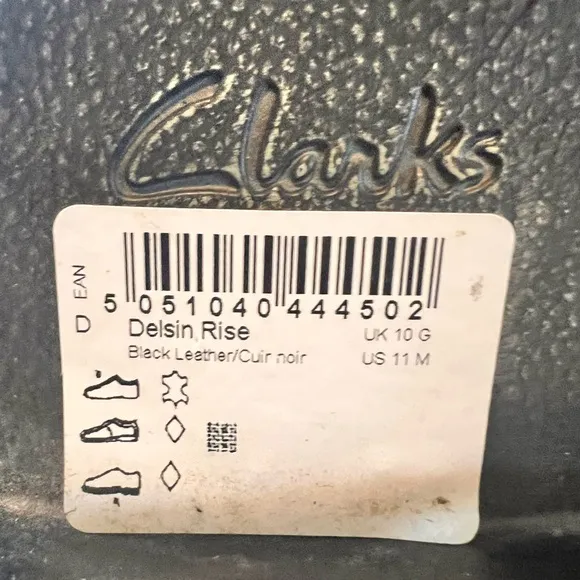 Clarks
EAN
D
5 051040 444502
Delsin Rise UK 10 G
Black Leather/Cuir noir US 11 M